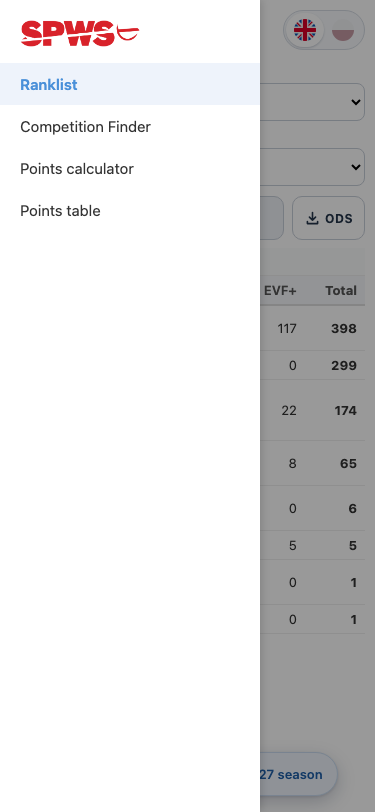 SPWS
Ranklist
Competition Finder
Points calculator
Points table
ODS
EVF+ Total
117 398
0 299
22 174
8 65
0 6
5 5
0 1
0 1
27 season